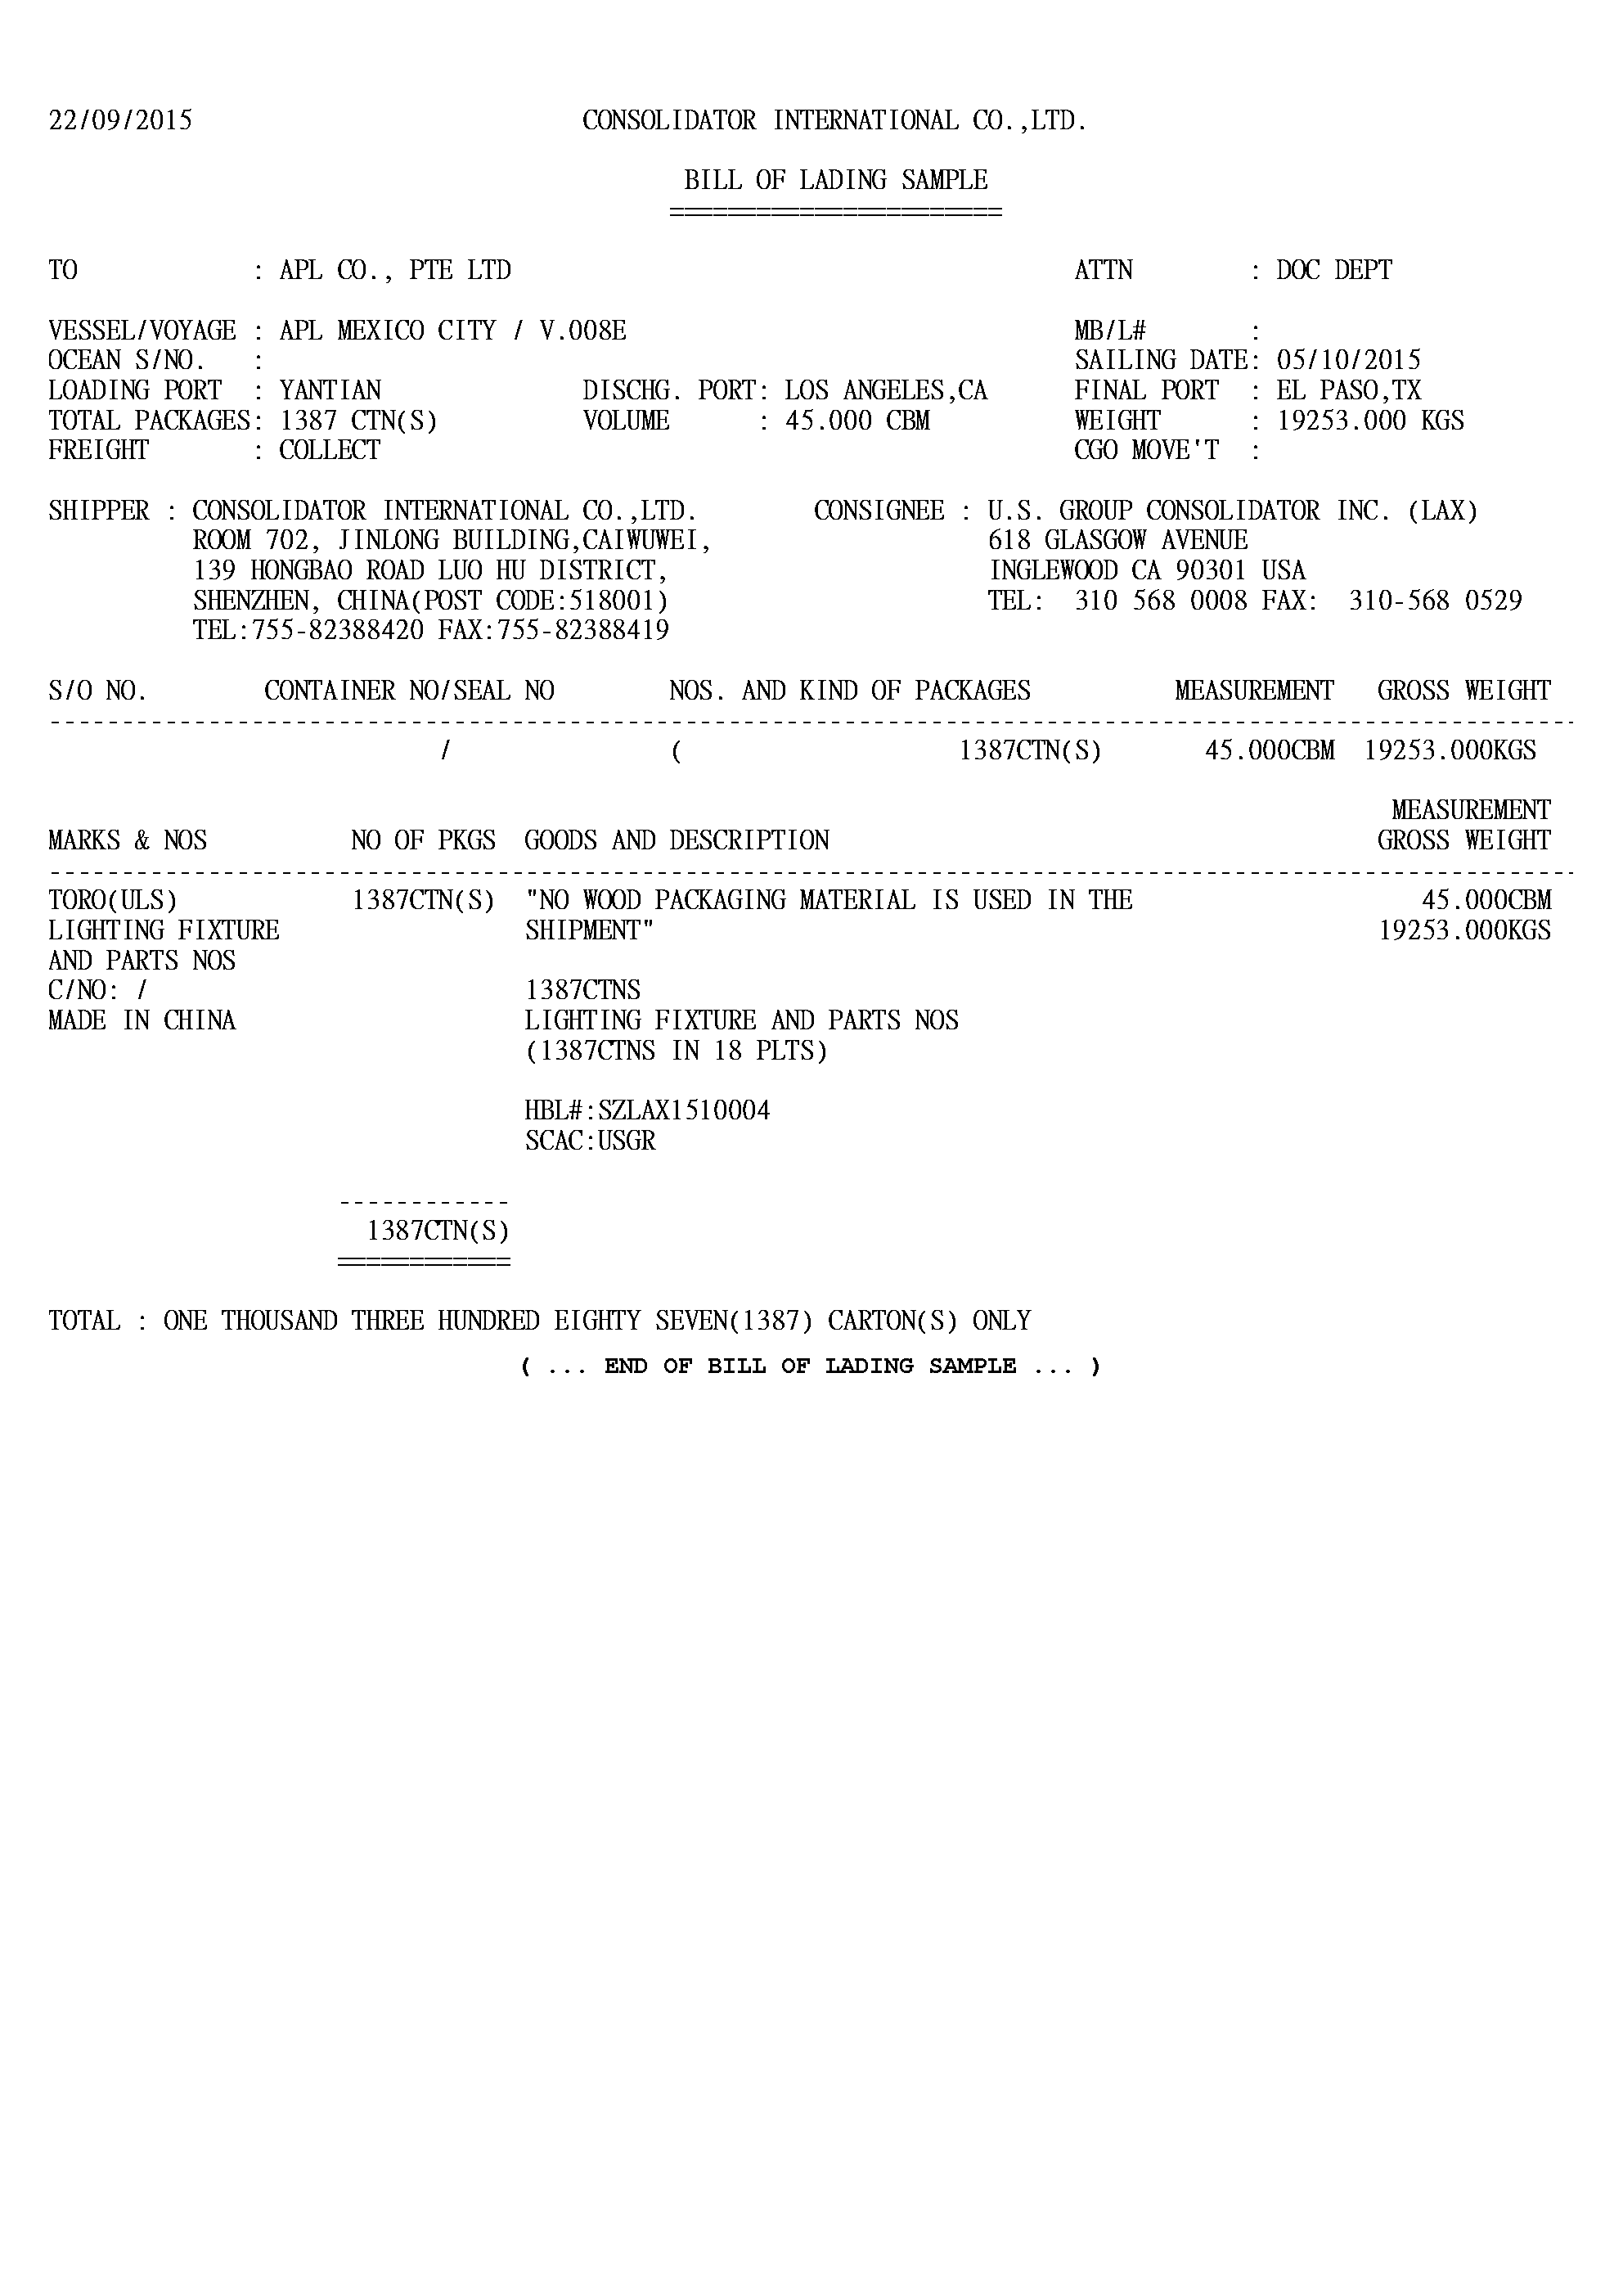 22/09/2015 CONSOLIDATOR INTERNATIONAL CO.,LTD.
BILL OF LADING SAMPLE
=======================
TO : APL CO., PTE LTD ATTN : DOC DEPT
VESSEL/VOYAGE : APL MEXICO CITY / V.008E MB/L# :
OCEAN S/NO. : SAILING DATE: 05/10/2015
LOADING PORT : YANTIAN DISCHG. PORT: LOS ANGELES,CA FINAL PORT : EL PASO,TX
TOTAL PACKAGES: 1387 CTN(S) VOLUME : 45.000 CBM WEIGHT : 19253.000 KGS
FREIGHT : COLLECT CGO MOVE'T :
SHIPPER : CONSOLIDATOR INTERNATIONAL CO.,LTD. CONSIGNEE : U.S. GROUP CONSOLIDATOR INC. (LAX)
ROOM 702, JINLONG BUILDING,CAIWUWEI, 618 GLASGOW AVENUE
139 HONGBAO ROAD LUO HU DISTRICT, INGLEWOOD CA 90301 USA
SHENZHEN, CHINA(POST CODE:518001) TEL: 310 568 0008 FAX: 310-568 0529
TEL:755-82388420 FAX:755-82388419
S/O NO. CONTAINER NO/SEAL NO NOS. AND KIND OF PACKAGES MEASUREMENT GROSS WEIGHT
----------------------------------------------------------------------------------------------------------
/ ( 1387CTN(S) 45.000CBM 19253.000KGS
MEASUREMENT
MARKS & NOS NO OF PKGS GOODS AND DESCRIPTION GROSS WEIGHT
----------------------------------------------------------------------------------------------------------
TORO(ULS) 1387CTN(S) "NO WOOD PACKAGING MATERIAL IS USED IN THE 45.000CBM
LIGHTING FIXTURE SHIPMENT" 19253.000KGS
AND PARTS NOS
C/NO: / 1387CTNS
MADE IN CHINA LIGHTING FIXTURE AND PARTS NOS
(1387CTNS IN 18 PLTS)
HBL#:SZLAX1510004
SCAC:USGR
------------
1387CTN(S)
============
TOTAL : ONE THOUSAND THREE HUNDRED EIGHTY SEVEN(1387) CARTON(S) ONLY
( ... END OF BILL OF LADING SAMPLE ... )